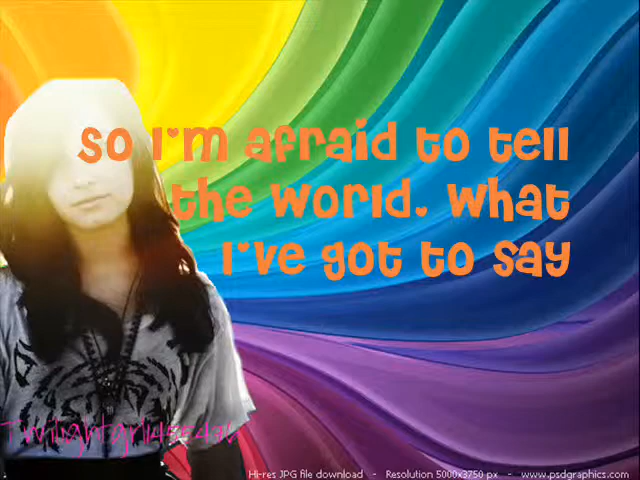 So I'm afraid to tell
the world. What
I've got to say
Twilightgrl1455476
Hi-res JPG file download - Resolution 5000x3750 px - www.psdgraphics.com